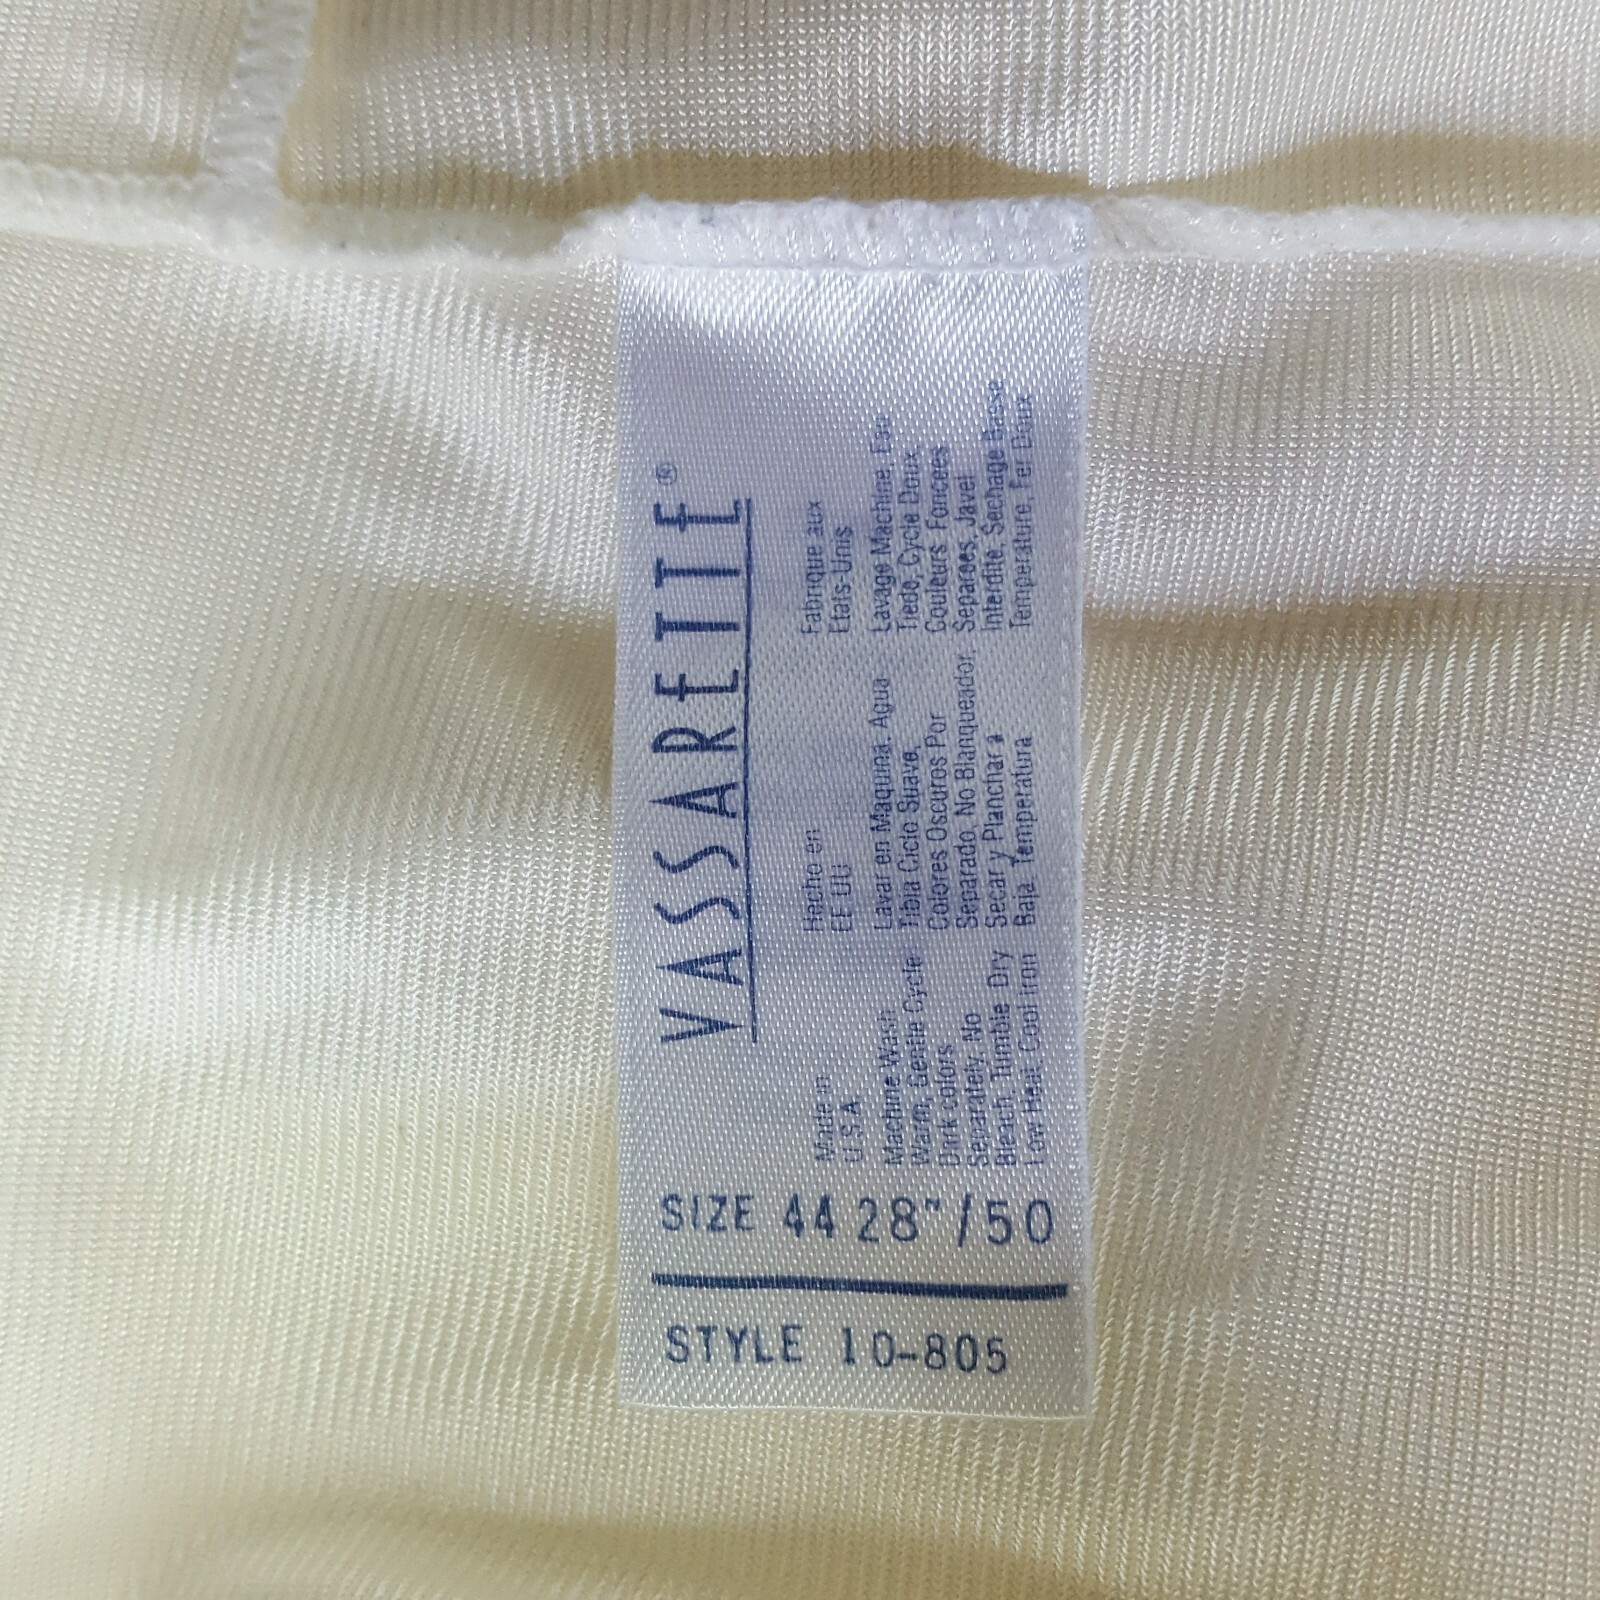 VASSARETTE®
Made in
U.S.A.
Machine Wash
Warm, Gentle Cycle
Dark colors
Separately. No
Bleach, Tumble Dry
Low Heat, Cool Iron
Hecho en
EE UU
Lavar en Maquina. Agua
Tibia Ciclo Suave,
Colores Oscuros Por
Separado, No Blanqueador,
Secar y Planchar a
Baja Temperatura
Fabrique aux
Etats-Unis
Lavage Machine, Eau
Tiede, Cycle Doux
Couleurs Foncees
Separees, Javel
Interdite, Sechage Basse
Temperature, Fer Doux
SIZE 44 28"/50
STYLE 10-805